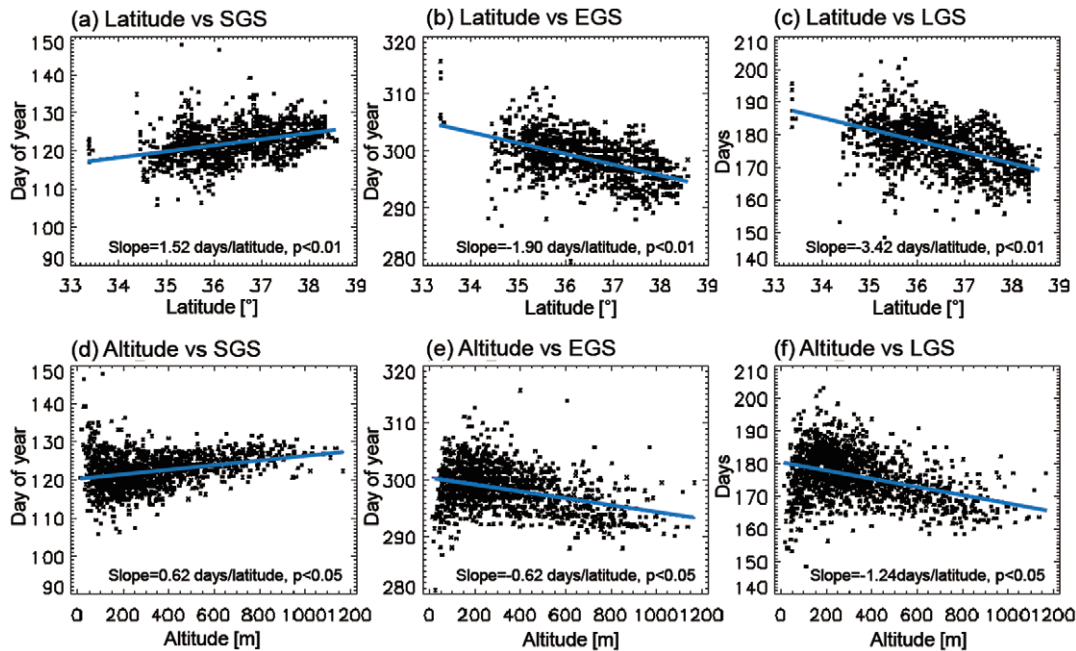 (a) Latitude vs SGS
(b) Latitude vs EGS
(c) Latitude vs LGS
Day of year
150
140
130
120
110
100
90
Slope=1.52 days/latitude, p<0.01
33 34 35 36 37 38 39
Latitude [°]
Day of year
320
310
300
290
280
Slope=-1.90 days/latitude, p<0.01
33 34 35 36 37 38 39
Latitude [°]
Days
210
200
190
180
170
160
150
140
Slope=-3.42 days/latitude, p<0.01
33 34 35 36 37 38 39
Latitude [°]
(d) Altitude vs SGS
(e) Altitude vs EGS
(f) Altitude vs LGS
Day of year
150
140
130
120
110
100
90
Slope=0.62 days/latitude, p<0.05
0 200 400 600 800 1000 1200
Altitude [m]
Day of year
320
310
300
290
280
Slope=-0.62 days/latitude, p<0.05
0 200 400 600 800 1000 1200
Altitude [m]
Days
210
200
190
180
170
160
150
140
Slope=-1.24days/latitude, p<0.05
0 200 400 600 800 1000 1200
Altitude [m]